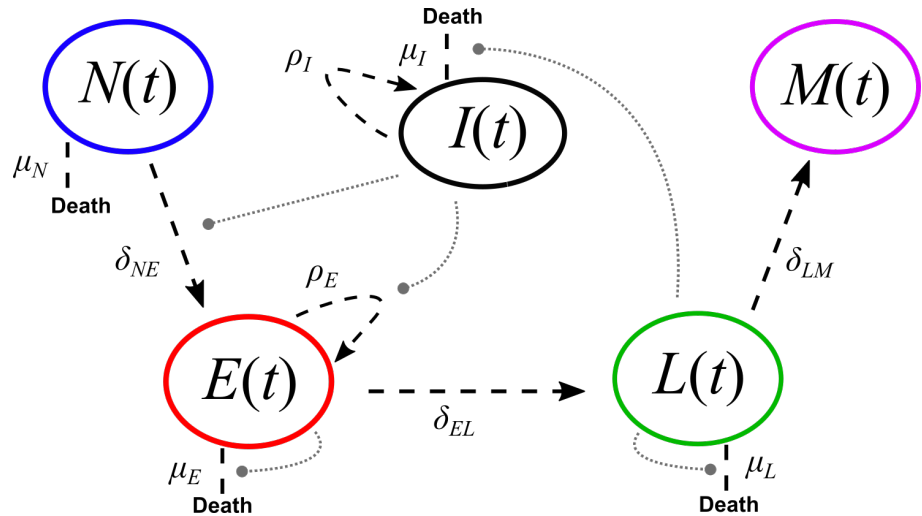 Death
N(t)
ρ_I
μ_I
I(t)
M(t)
μ_N
Death
δ_NE
ρ_E
δ_LM
E(t)
L(t)
δ_EL
μ_E
Death
μ_L
Death